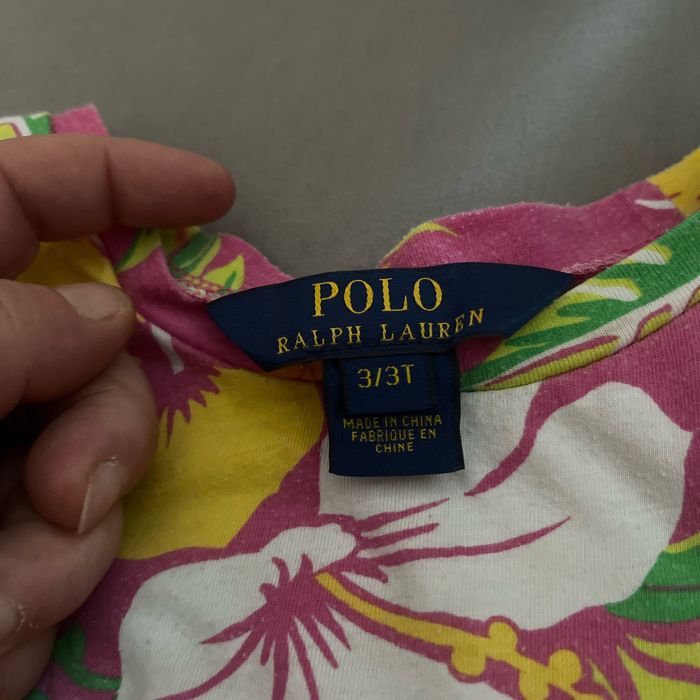 POLO
RALPH LAUREN
3/3T
MADE IN CHINA
FABRIQUE EN
CHINE